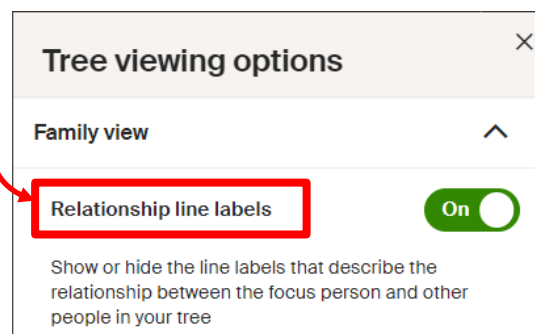 Tree viewing options
Family view
Relationship line labels
On
Show or hide the line labels that describe the
relationship between the focus person and other
people in your tree